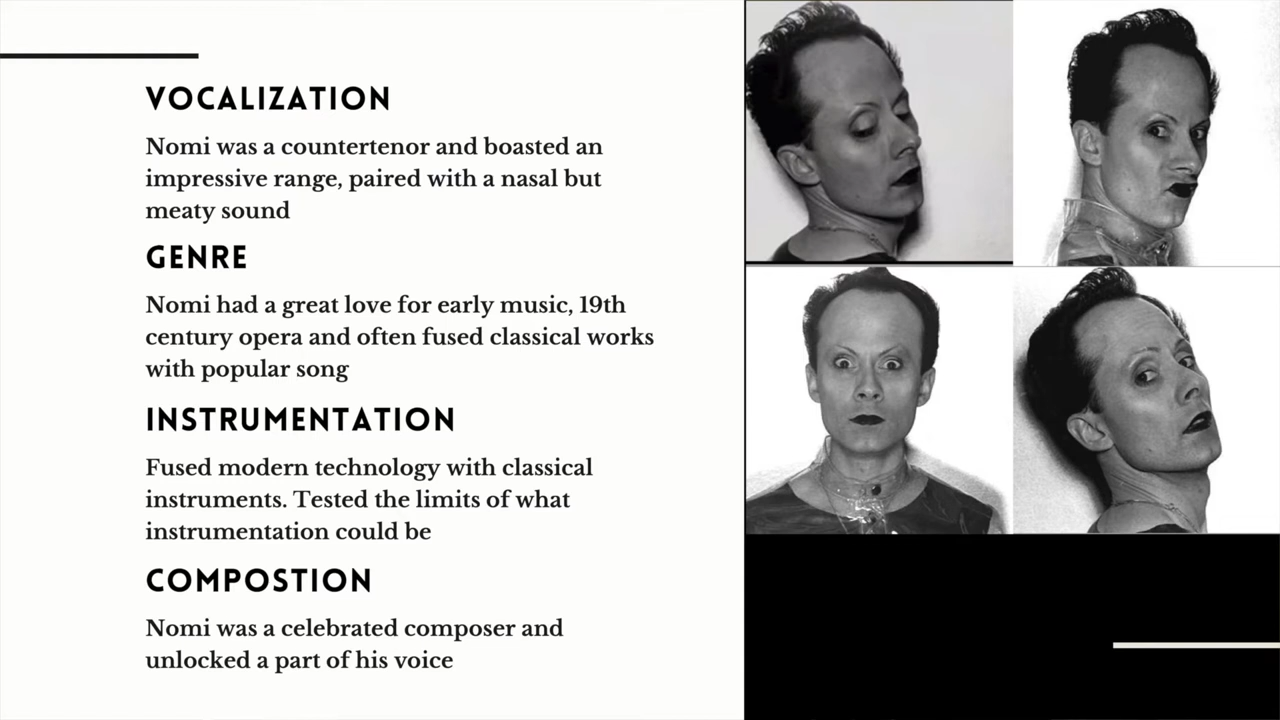 VOCALIZATION
Nomi was a countertenor and boasted an
impressive range, paired with a nasal but
meaty sound
GENRE
Nomi had a great love for early music, 19th
century opera and often fused classical works
with popular song
INSTRUMENTATION
Fused modern technology with classical
instruments. Tested the limits of what
instrumentation could be
COMPOSTION
Nomi was a celebrated composer and
unlocked a part of his voice